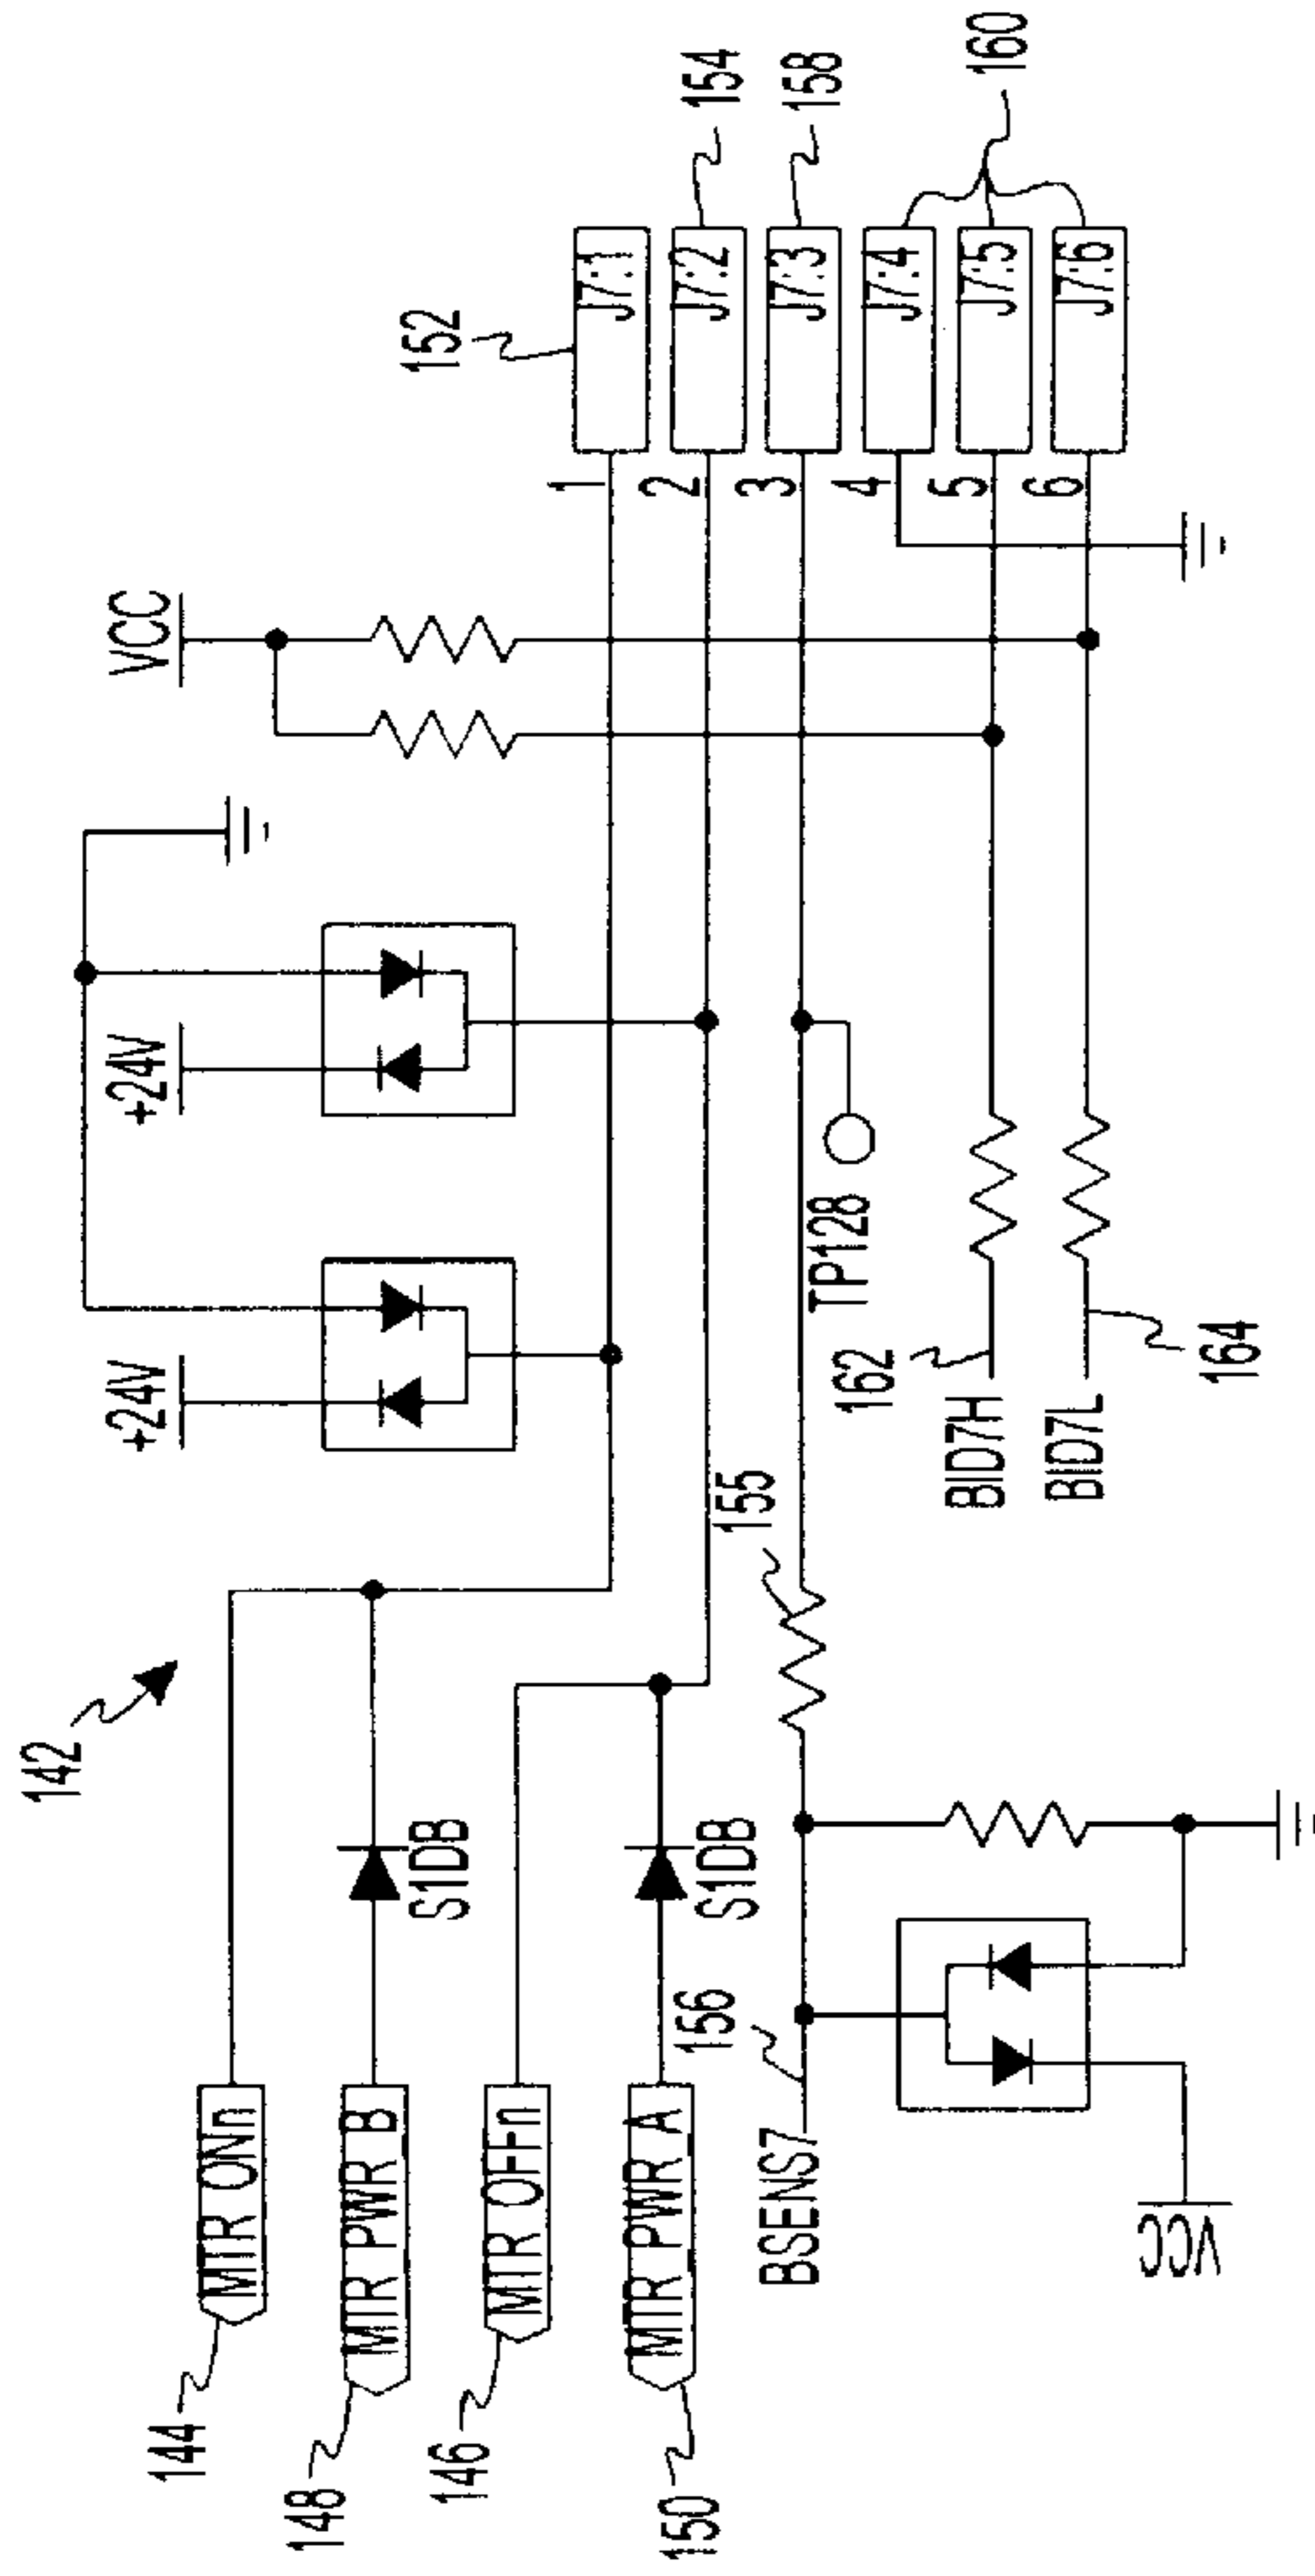 142
VCC
+24V
+24V
144
MTR ONn
148
MTR PWR B
S1DB
146
MTR OFFn
150
MTR PWR A
S1DB
152
J7:1
1
154
J7:2
2
158
J7:3
3
160
J7:4
4
J7:5
5
J7:6
6
155
156
BSENS7
TP128
162
BID7H
BID7L
164
VCC